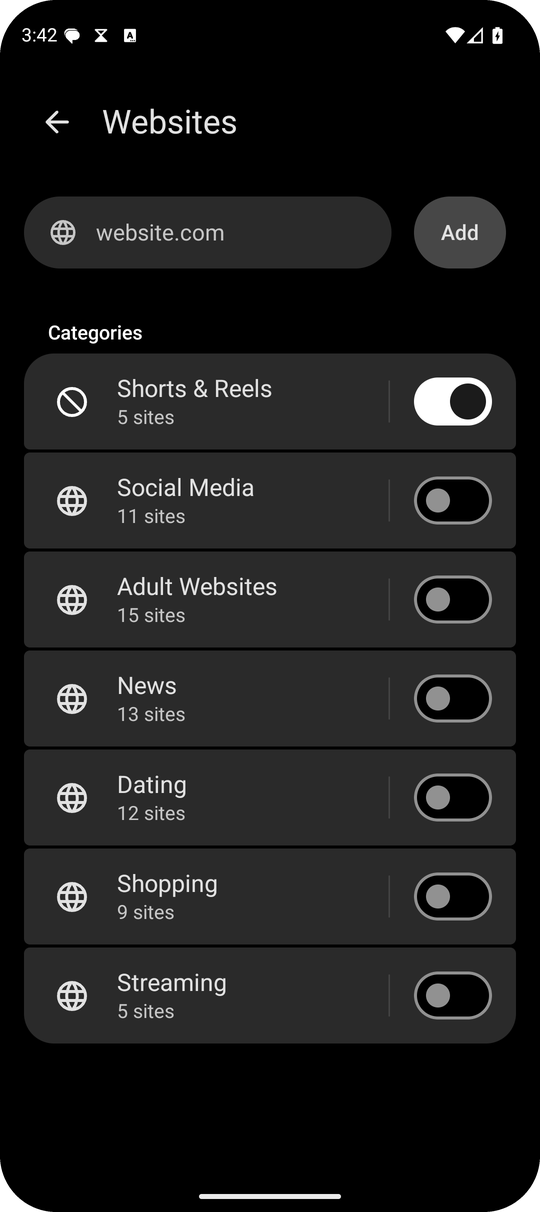 3:42
Websites
website.com
Add
Categories
Shorts & Reels
5 sites
Social Media
11 sites
Adult Websites
15 sites
News
13 sites
Dating
12 sites
Shopping
9 sites
Streaming
5 sites